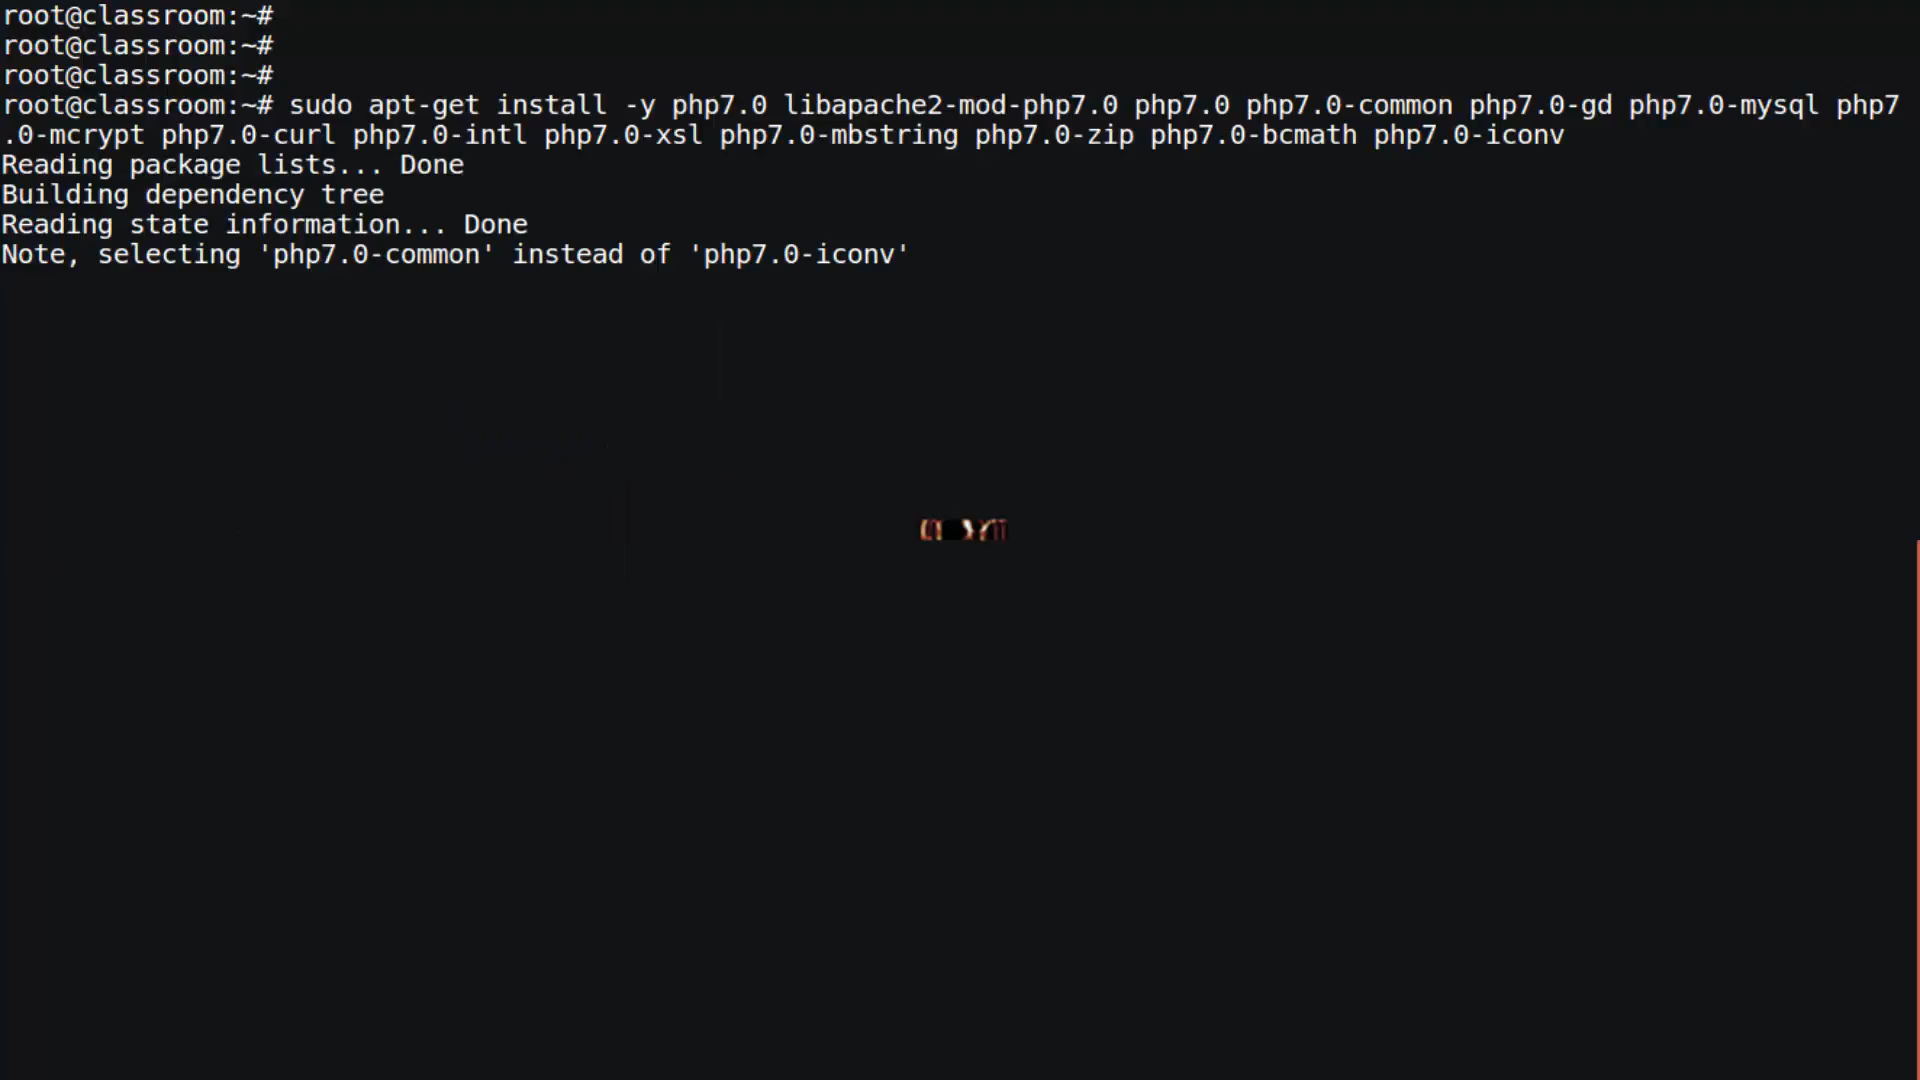 root@classroom:~#
root@classroom:~#
root@classroom:~#
root@classroom:~# sudo apt-get install -y php7.0 libapache2-mod-php7.0 php7.0 php7.0-common php7.0-gd php7.0-mysql php7
.0-mcrypt php7.0-curl php7.0-intl php7.0-xsl php7.0-mbstring php7.0-zip php7.0-bcmath php7.0-iconv
Reading package lists... Done
Building dependency tree
Reading state information... Done
Note, selecting 'php7.0-common' instead of 'php7.0-iconv'